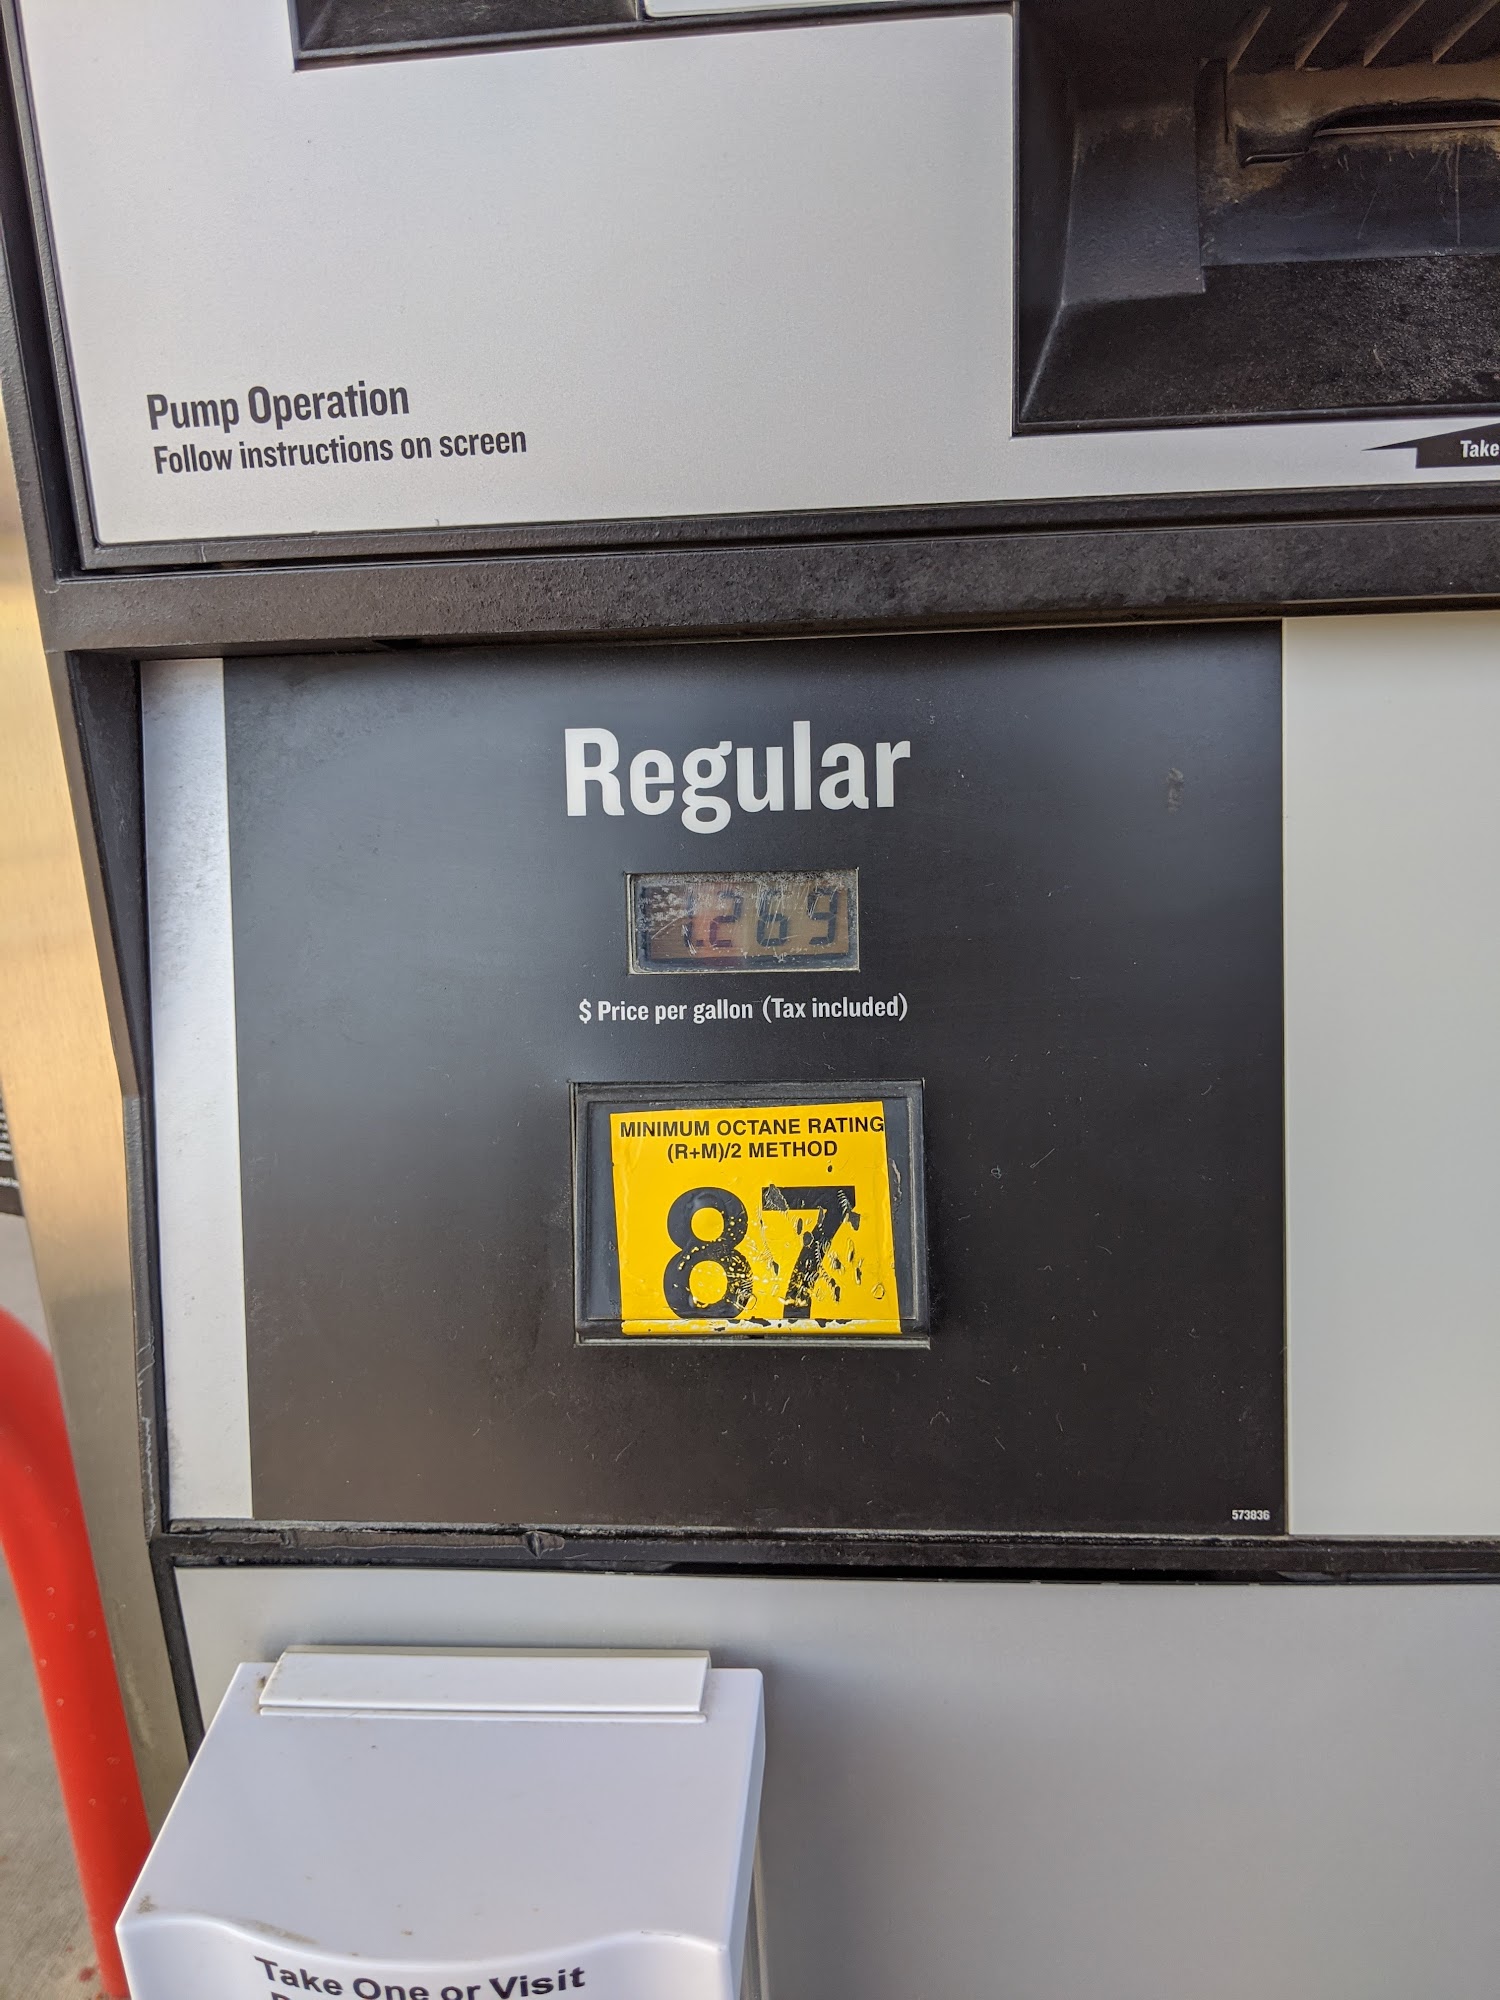 Pump Operation
Follow instructions on screen
Take
Regular
1.269
$ Price per gallon (Tax included)
MINIMUM OCTANE RATING
(R+M)/2 METHOD
87
573836
Take One or Visit